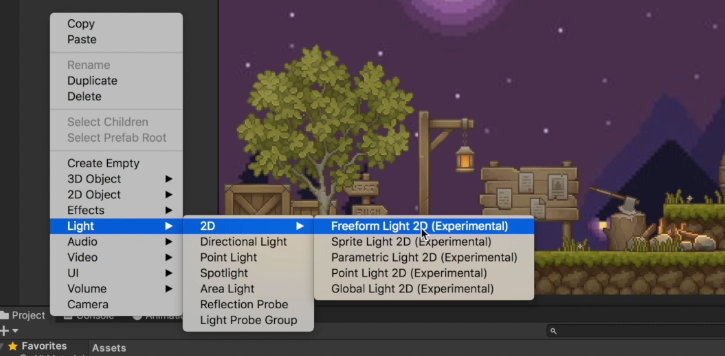 Copy
Paste
Rename
Duplicate
Delete
Select Children
Select Prefab Root
Create Empty
3D Object
2D Object
Effects
Light
Audio
Video
UI
Volume
Camera
2D
Directional Light
Point Light
Spotlight
Area Light
Reflection Probe
Light Probe Group
Freeform Light 2D (Experimental)
Sprite Light 2D (Experimental)
Parametric Light 2D (Experimental)
Point Light 2D (Experimental)
Global Light 2D (Experimental)
Project
Console
Favorites
Assets